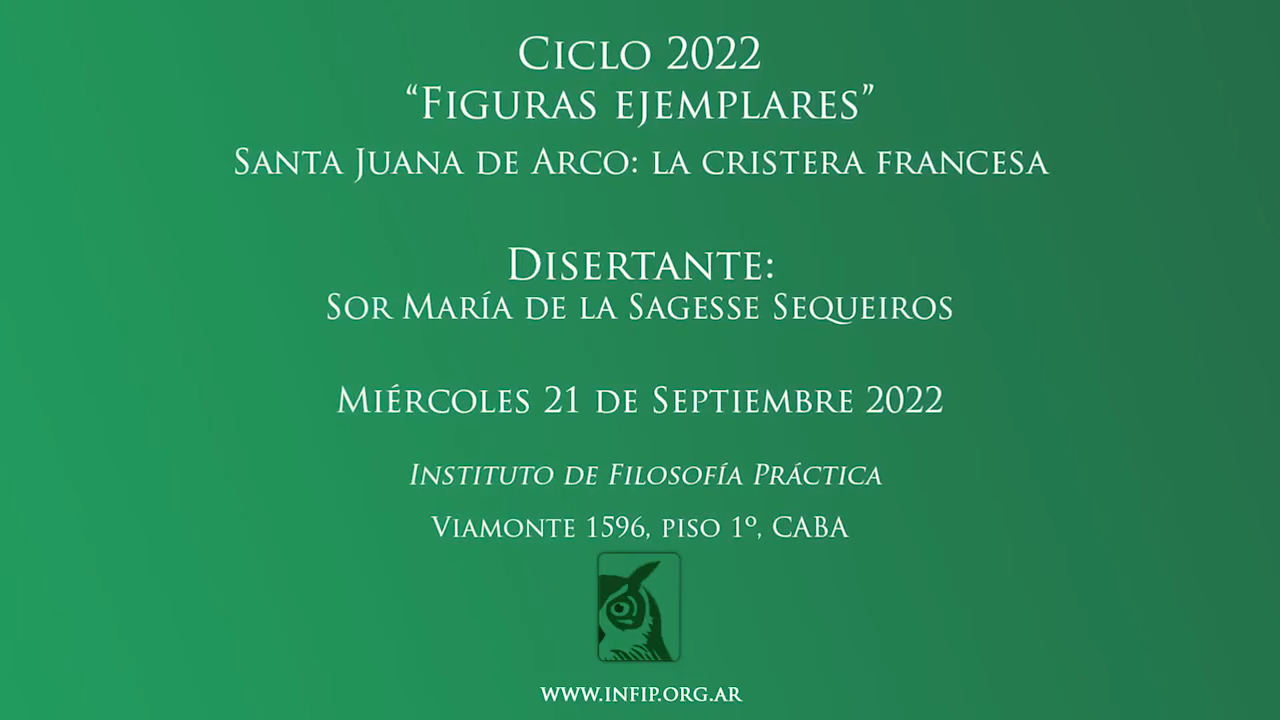 Ciclo 2022
“Figuras ejemplares”
Santa Juana de Arco: la cristera francesa
Disertante:
Sor María de la Sagesse Sequeiros
Miércoles 21 de Septiembre 2022
Instituto de Filosofía Práctica
Viamonte 1596, piso 1º, CABA
www.infip.org.ar